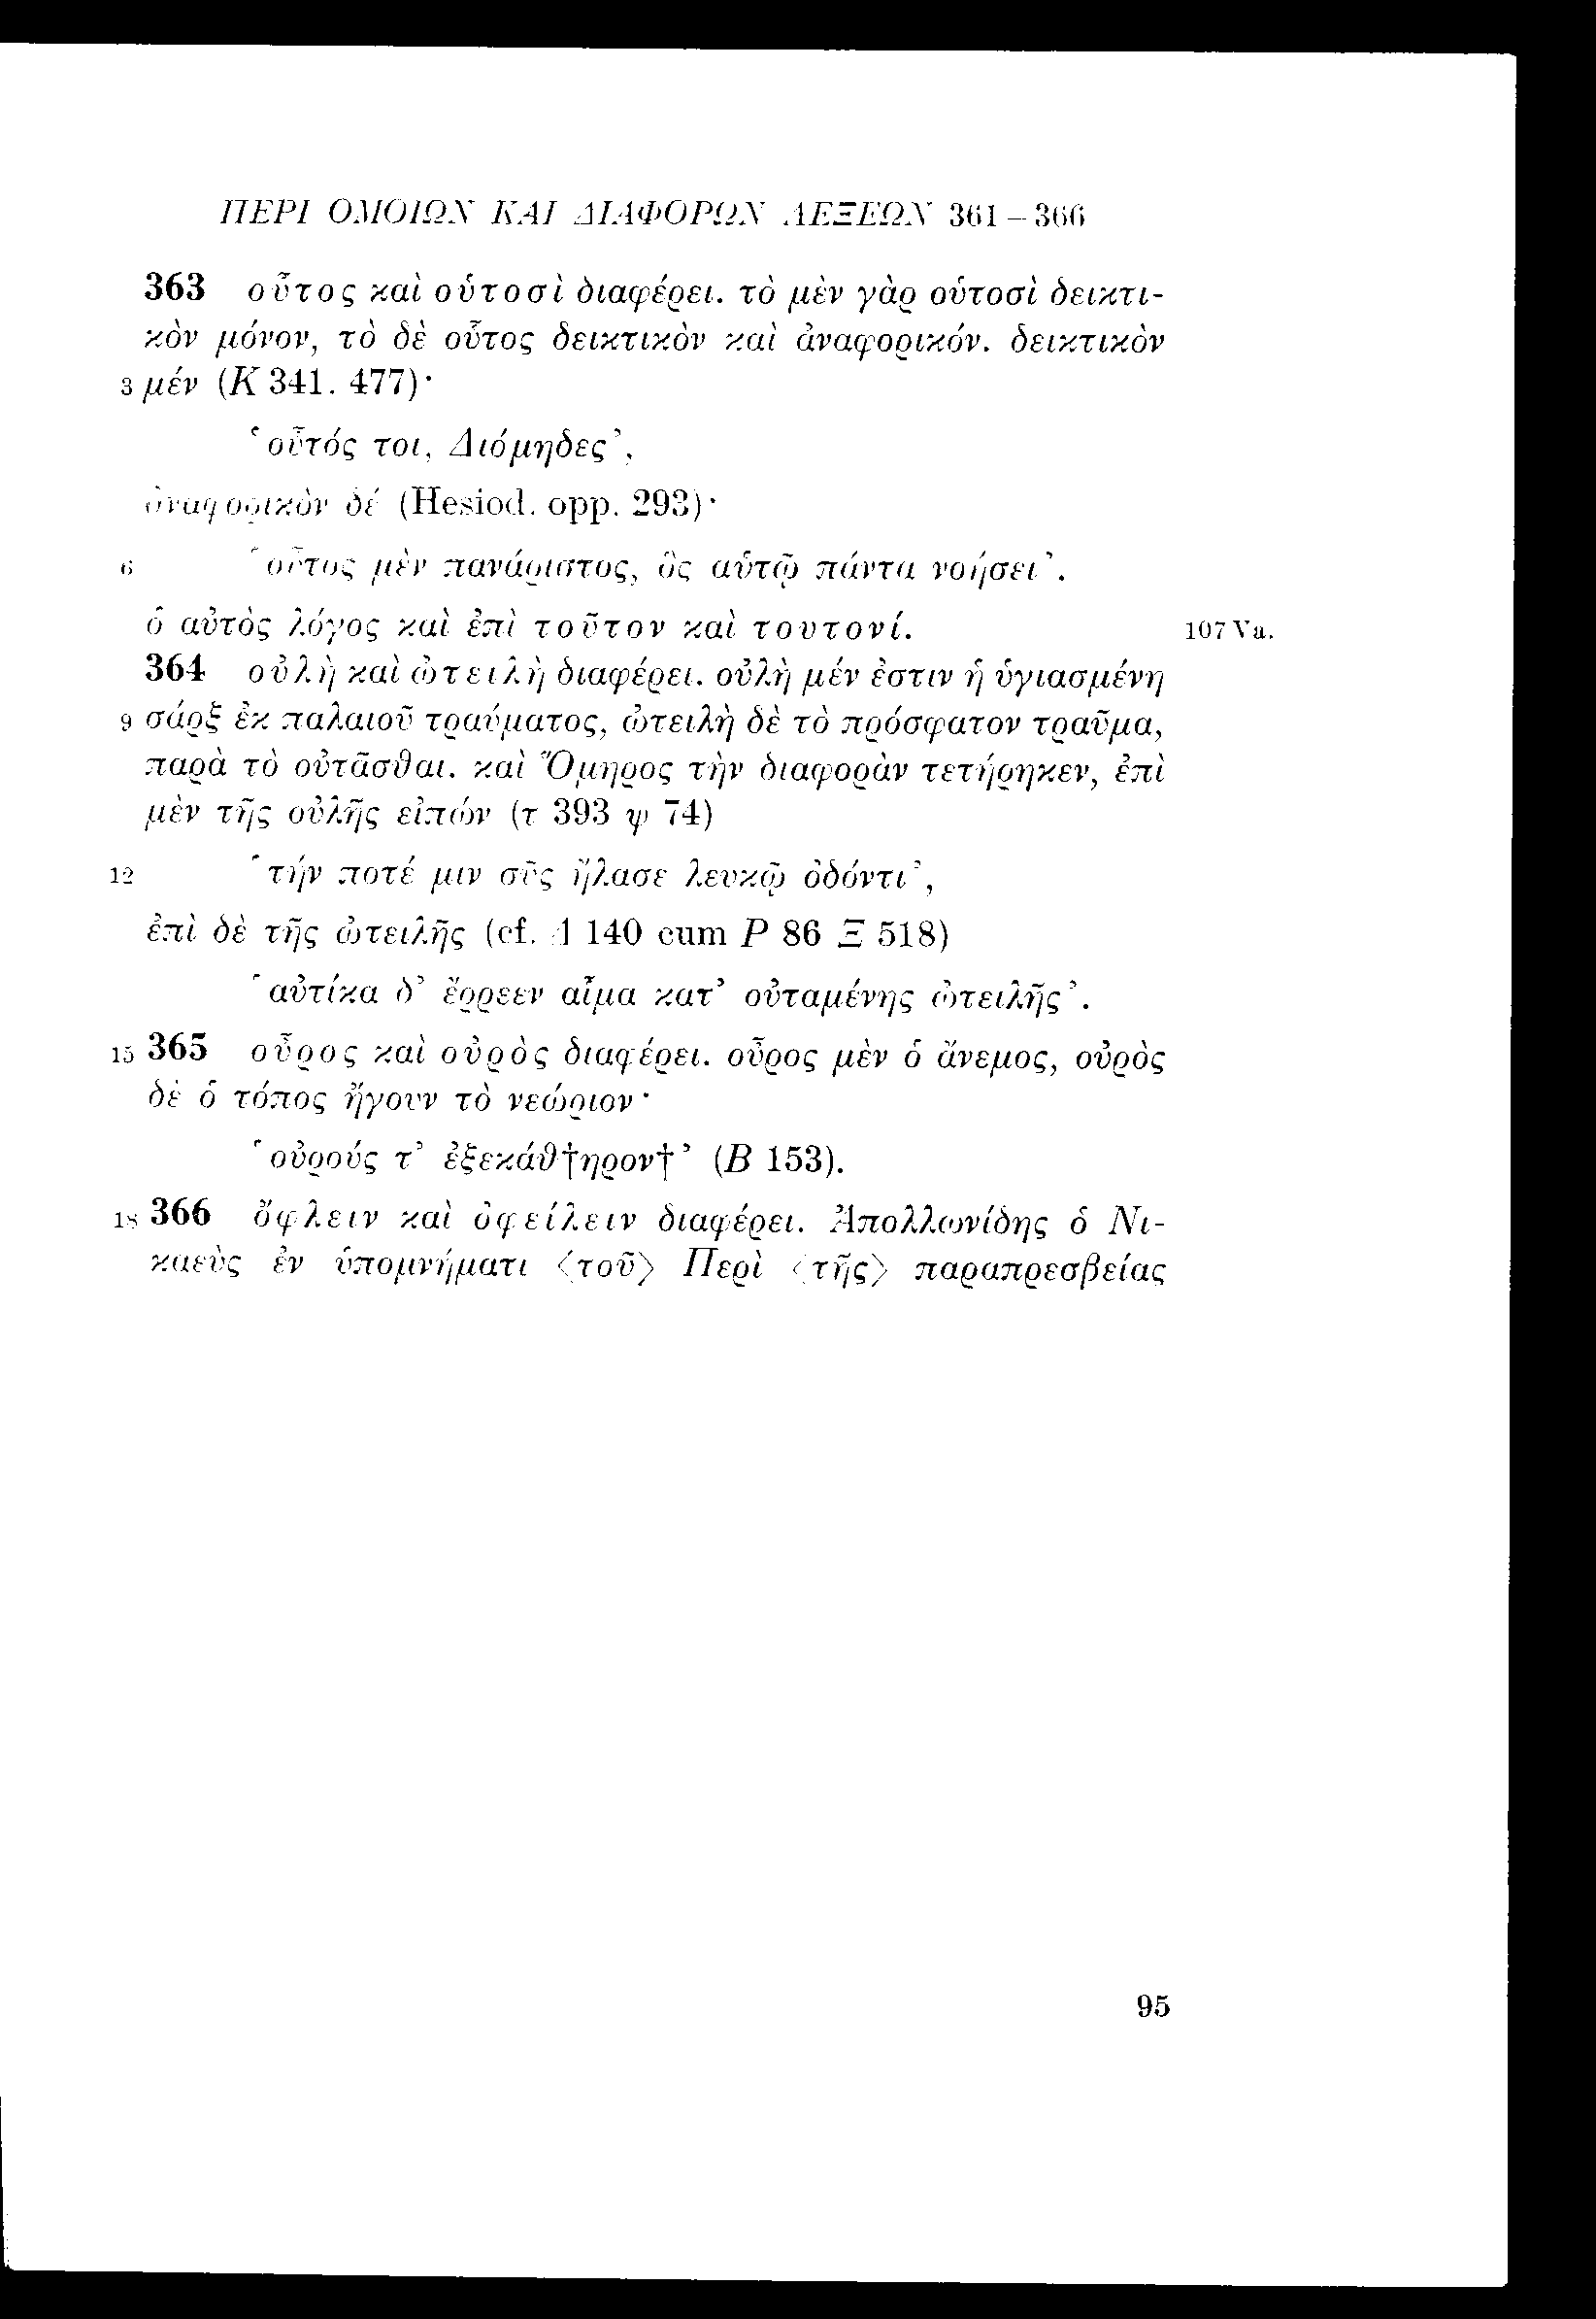 ΠΕΡΙ ΟΜΟΙΩΝ ΚΑΙ ΔΙΑΦΟΡΩΝ ΛΕΞΕΩΝ 361 – 366
363 οὗτος καὶ οὑτοσὶ διαφέρει. τὸ μὲν γὰρ οὑτοσὶ δεικτι-
κὸν μόνον, τὸ δὲ οὗτος δεικτικὸν καὶ ἀναφορικόν. δεικτικὸν
3 μέν (K 341. 477)·
‘οὗτός τοι, Διόμηδες’,
ἀναφορικὸν δέ (Hesiod. opp. 293)·
6 ‘οὗτος μὲν πανάριστος, ὃς αὑτῷ πάντα νοήσει’.
ὁ αὐτὸς λόγος καὶ ἐπὶ τοῦτον καὶ τουτονί. 107 Va.
364 οὐλὴ καὶ ὠτειλὴ διαφέρει. οὐλὴ μέν ἐστιν ἡ ὑγιασμένη
9 σάρξ ἐκ παλαιοῦ τραύματος, ὠτειλὴ δὲ τὸ πρόσφατον τραῦμα,
παρὰ τὸ οὐτᾶσθαι. καὶ Ὅμηρος τὴν διαφορὰν τετήρηκεν, ἐπὶ
μὲν τῆς οὐλῆς εἰπών (τ 393 ψ 74)
12 ‘τήν ποτέ μιν σῦς ἤλασε λευκῷ ὀδόντι’,
ἐπὶ δὲ τῆς ὠτειλῆς (cf. Δ 140 cum P 86 Ξ 518)
‘αὐτίκα δ’ ἔρρεεν αἷμα κατ’ οὐταμένης ὠτειλῆς’.
15 365 οὖρος καὶ οὐρὸς διαφέρει. οὖρος μὲν ὁ ἄνεμος, οὐρὸς
δὲ ὁ τόπος ἤγουν τὸ νεώριον·
‘οὐρούς τ’ ἐξεκάθ†ηρον†’ (B 153).
18 366 ὄφλειν καὶ ὀφείλειν διαφέρει. Ἀπολλωνίδης ὁ Νι-
καεὺς ἐν ὑπομνήματι ⟨τοῦ⟩ Περὶ ⟨τῆς⟩ παραπρεσβείας
95